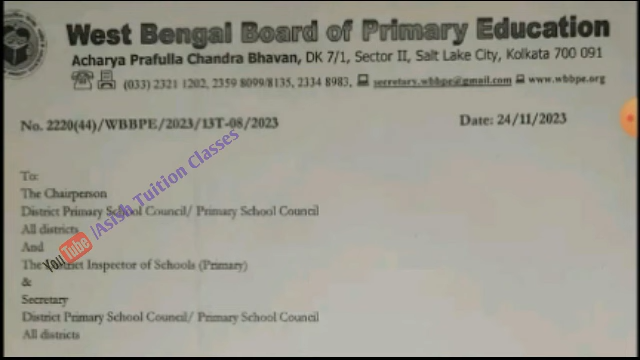 West Bengal Board of Primary Education
Acharya Prafulla Chandra Bhavan, DK 7/1, Sector II, Salt Lake City, Kolkata 700 091
(033) 2321 1202, 2359 8099/8135, 2334 8983, secretary.wbbpe@gmail.com www.wbbpe.org
No. 2220(44)/WBBPE/2023/13T-08/2023 Date: 24/11/2023
To:
The Chairperson
District Primary School Council/ Primary School Council
All districts
And
The District Inspector of Schools (Primary)
&
Secretary
District Primary School Council/ Primary School Council
All districts
YouTube/Asish Tuition Classes